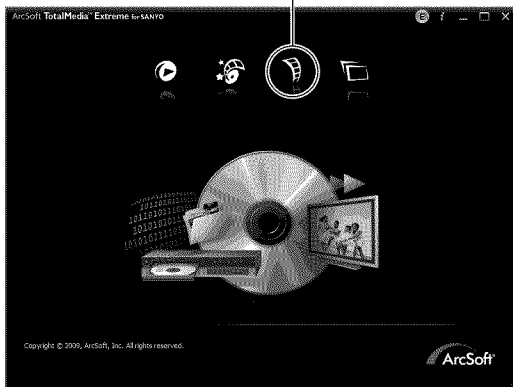 ArcSoft TotalMedia™ Extreme for SANYO
Copyright © 2009, ArcSoft, Inc. All rights reserved.
ArcSoft®